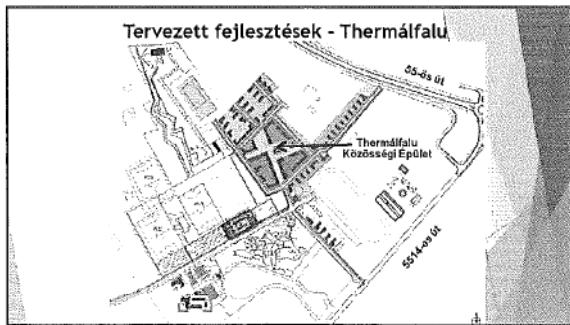 Tervezett fejlesztések - Thermálfalu
55-ös út
Thermálfalu
Közösségi Épület
5514-es út